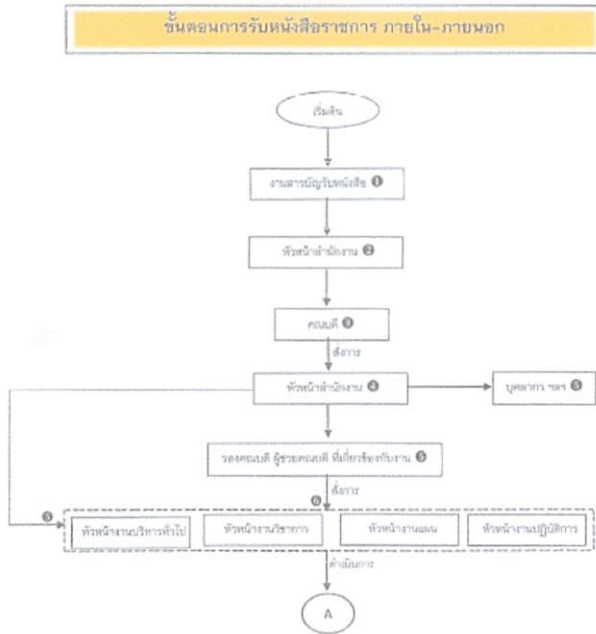 ขั้นตอนการรับหนังสือราชการ ภายใน-ภายนอก
เริ่มต้น
งานสารบัญรับหนังสือ ❶
หัวหน้าสำนักงาน ❷
คณบดี ❸
สั่งการ
หัวหน้าสำนักงาน ❹
บุคลากร ฯลฯ ❺
รองคณบดี ผู้ช่วยคณบดี ที่เกี่ยวข้องกับงาน ❺
สั่งการ
❺ ❻
หัวหน้างานบริหารทั่วไป หัวหน้างานวิชาการ หัวหน้างานแผน หัวหน้างานปฏิบัติการ
ดำเนินการ
A